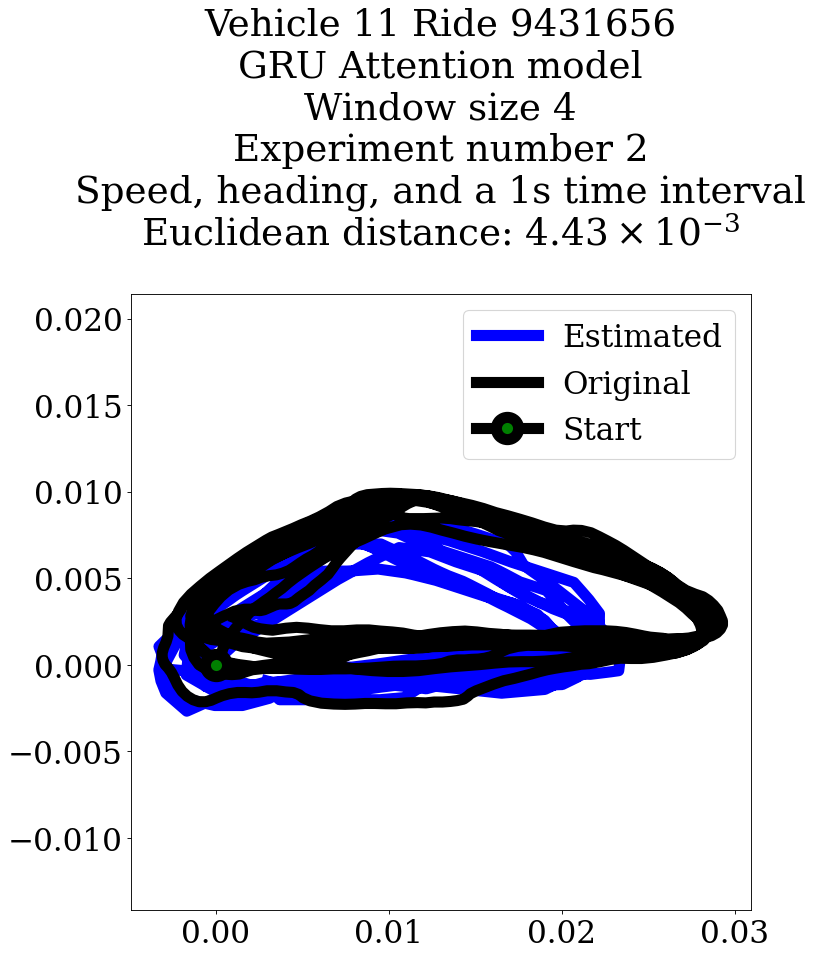 Vehicle 11 Ride 9431656
GRU Attention model
Window size 4
Experiment number 2
Speed, heading, and a 1s time interval
Euclidean distance: 4.43 × 10⁻³
Estimated
Original
Start
0.020
0.015
0.010
0.005
0.000
−0.005
−0.010
0.00 0.01 0.02 0.03